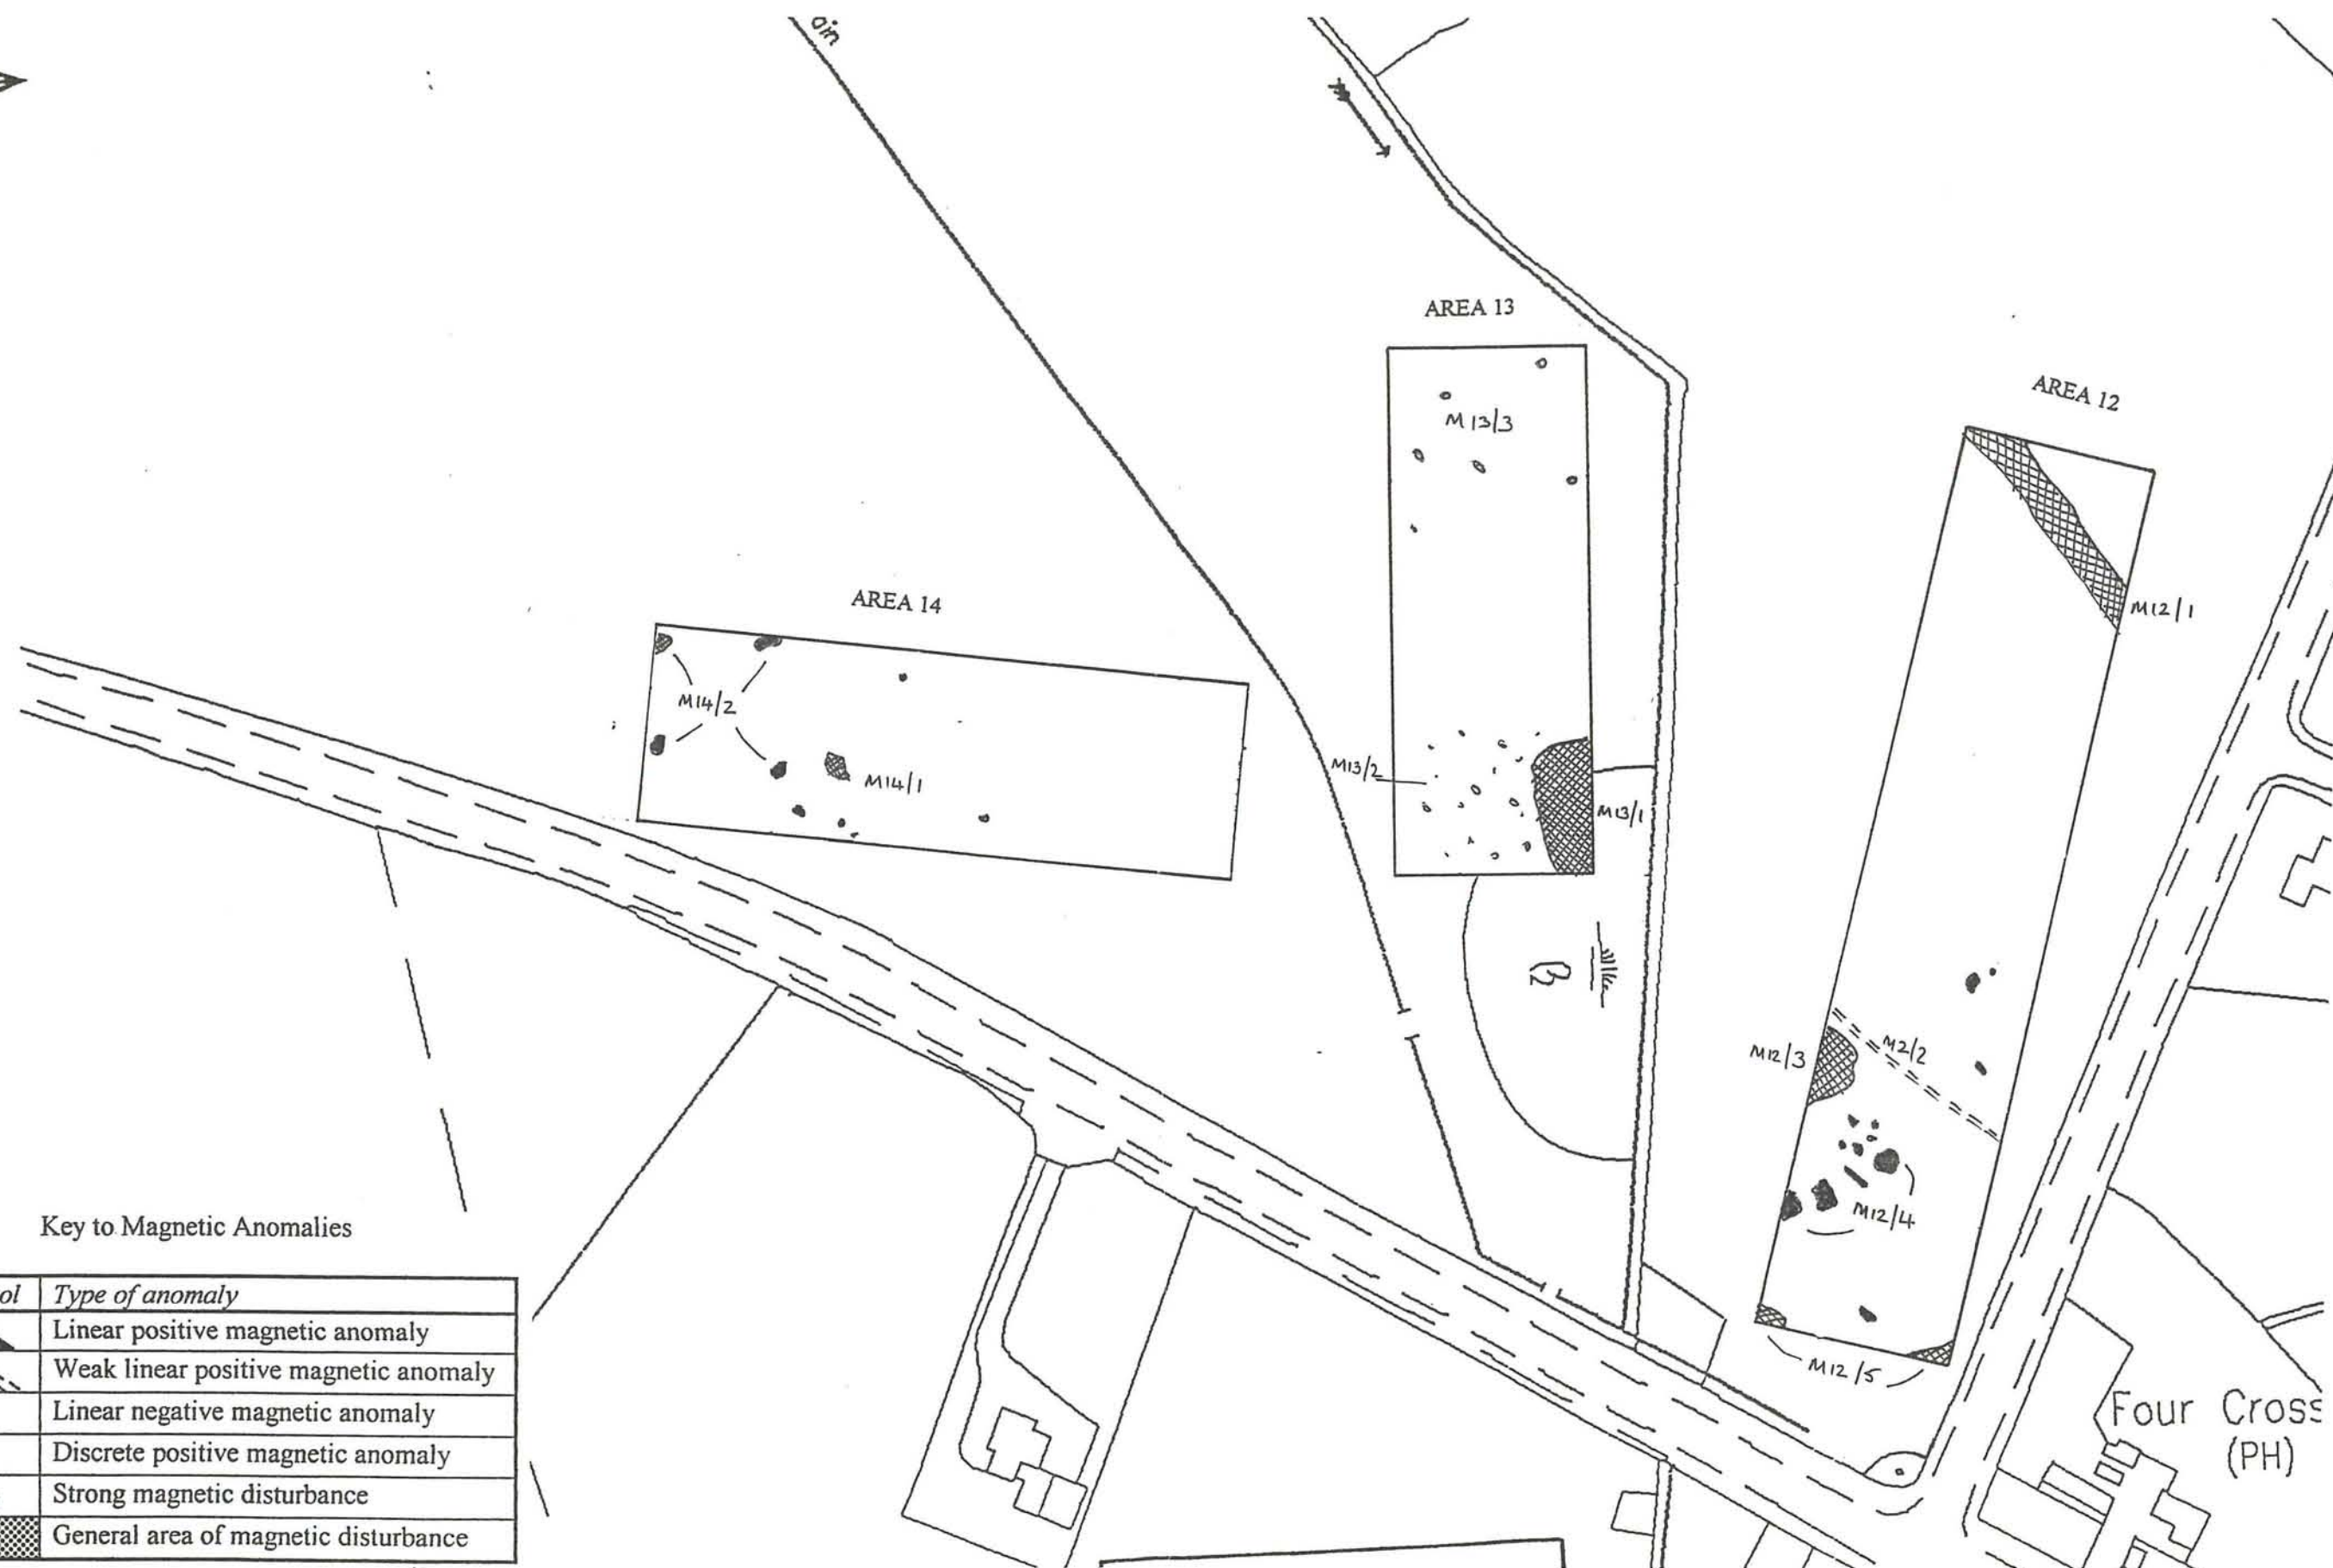 AREA 13
M13/3
AREA 12
M12/1
AREA 14
M14/2
M14/1
M13/2
M13/1
M12/3
M2/2
M12/4
M12/5
Four Cross
(PH)
Key to Magnetic Anomalies
ol Type of anomaly
Linear positive magnetic anomaly
Weak linear positive magnetic anomaly
Linear negative magnetic anomaly
Discrete positive magnetic anomaly
Strong magnetic disturbance
General area of magnetic disturbance